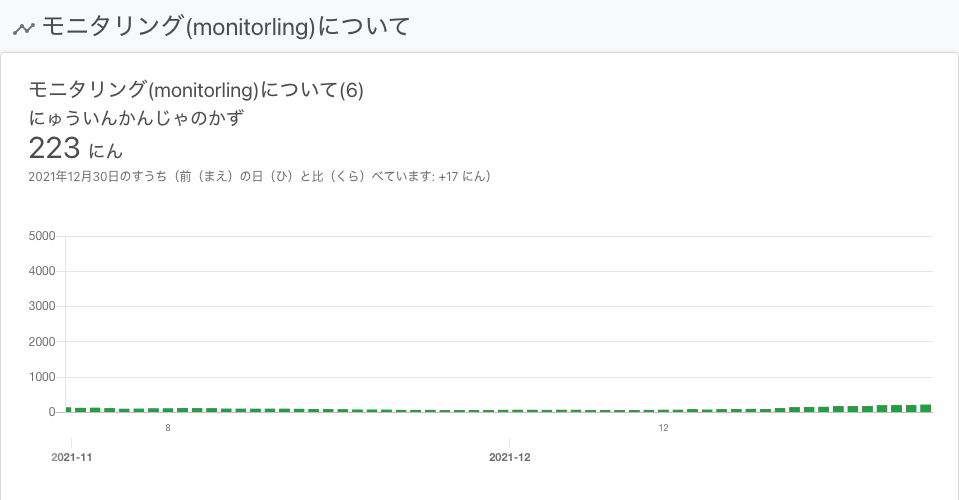 モニタリング(monitorling)について
モニタリング(monitorling)について(6)
にゅういんかんじゃのかず
223 にん
2021年12月30日のすうち（前（まえ）の日（ひ）と比（くら）べています: +17 にん）
5000
4000
3000
2000
1000
0
8
12
2021-11
2021-12